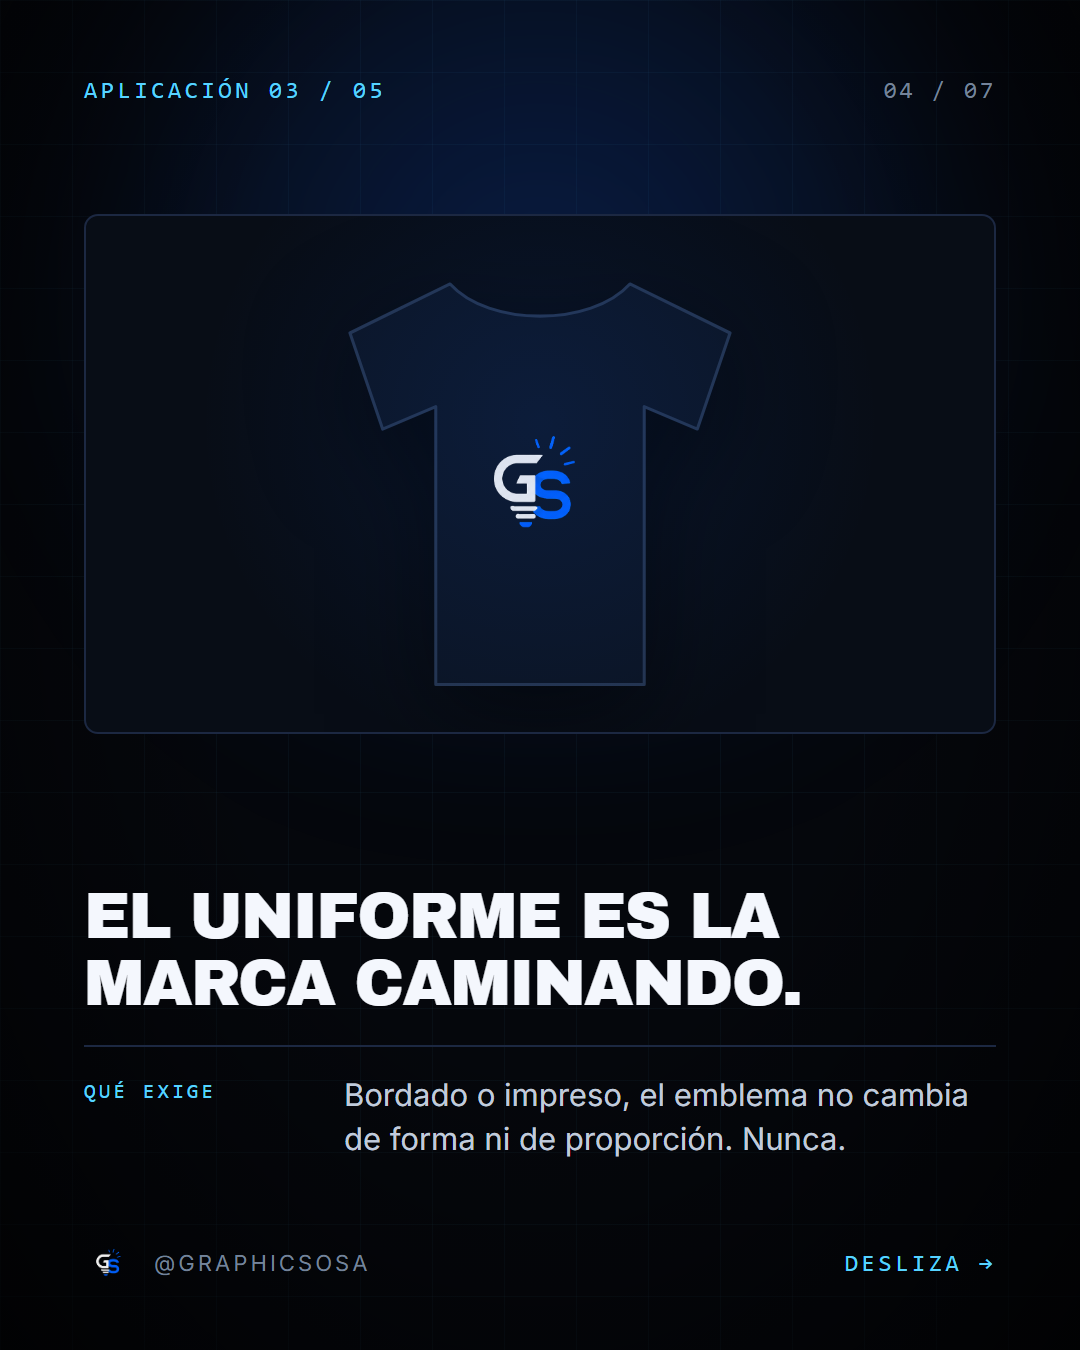 APLICACIÓN 03 / 05
04 / 07
GS
EL UNIFORME ES LA
MARCA CAMINANDO.
QUÉ EXIGE
Bordado o impreso, el emblema no cambia
de forma ni de proporción. Nunca.
GS
@GRAPHICSOSA
DESLIZA →